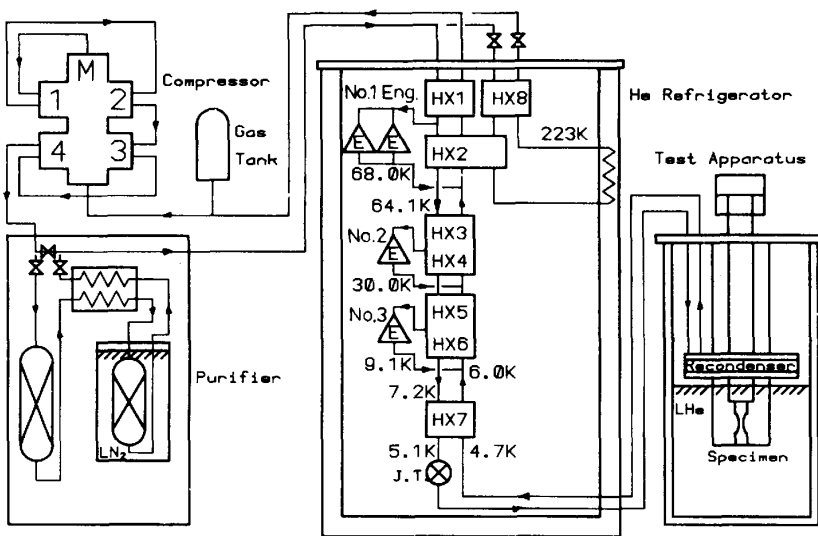 M
1
2
4
3
Compressor
Gas
Tank
No.1 Eng.
E
E
68.0K
64.1K
HX1
HX8
HX2
223K
He Refrigerator
Test Apparatus
No.2
E
30.0K
HX3
HX4
No.3
E
9.1K
HX5
HX6
6.0K
7.2K
HX7
5.1K
4.7K
J.T.
Purifier
LN₂
Recondenser
LHe
Specimen